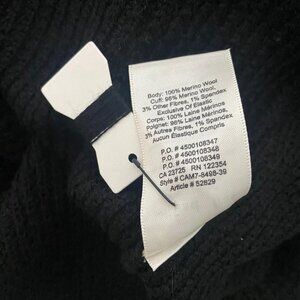 Body: 100% Merino Wool
Cuff: 96% Merino Wool,
3% Other Fibres, 1% Spandex
Exclusive Of Elastic
Corps: 100% Laine Mérinos
Poignet: 96% Laine Mérinos,
3% Autres Fibres, 1% Spandex
Aucun Élastique Compris
P.O. # 4500108347
P.O. # 4500108348
P.O. # 4500108349
CA 23725 RN 122354
Style # CAM7-8498-39
Article # 52829